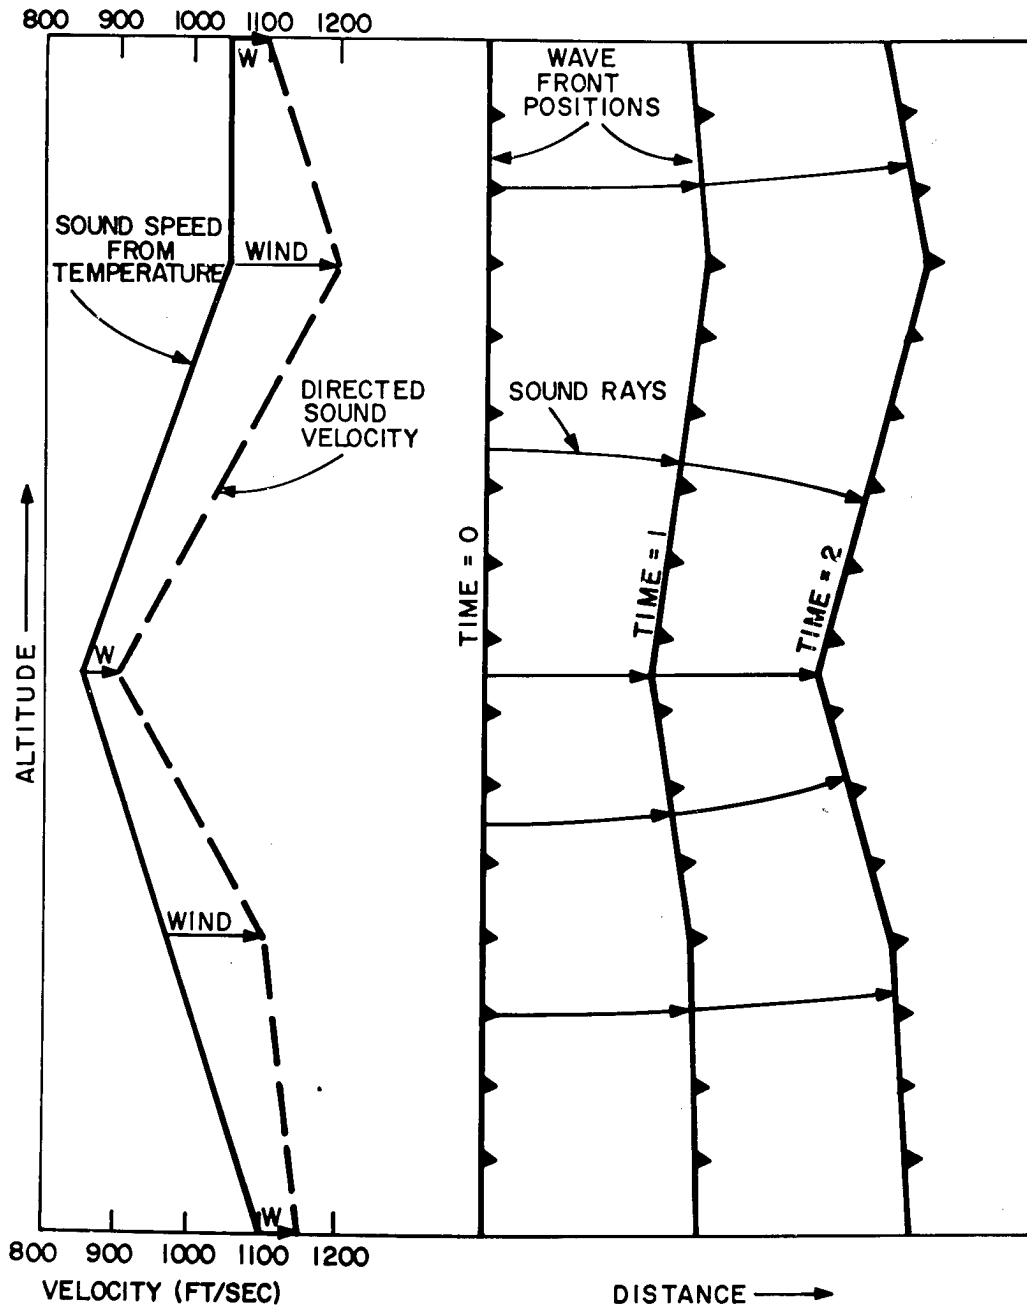 800 900 1000 1100 1200
W
WAVE
FRONT
POSITIONS
SOUND SPEED
FROM
TEMPERATURE
WIND
DIRECTED
SOUND
VELOCITY
SOUND RAYS
ALTITUDE
TIME = 0
TIME = 1
TIME = 2
W
WIND
W
800 900 1000 1100 1200
VELOCITY (FT/SEC)
DISTANCE